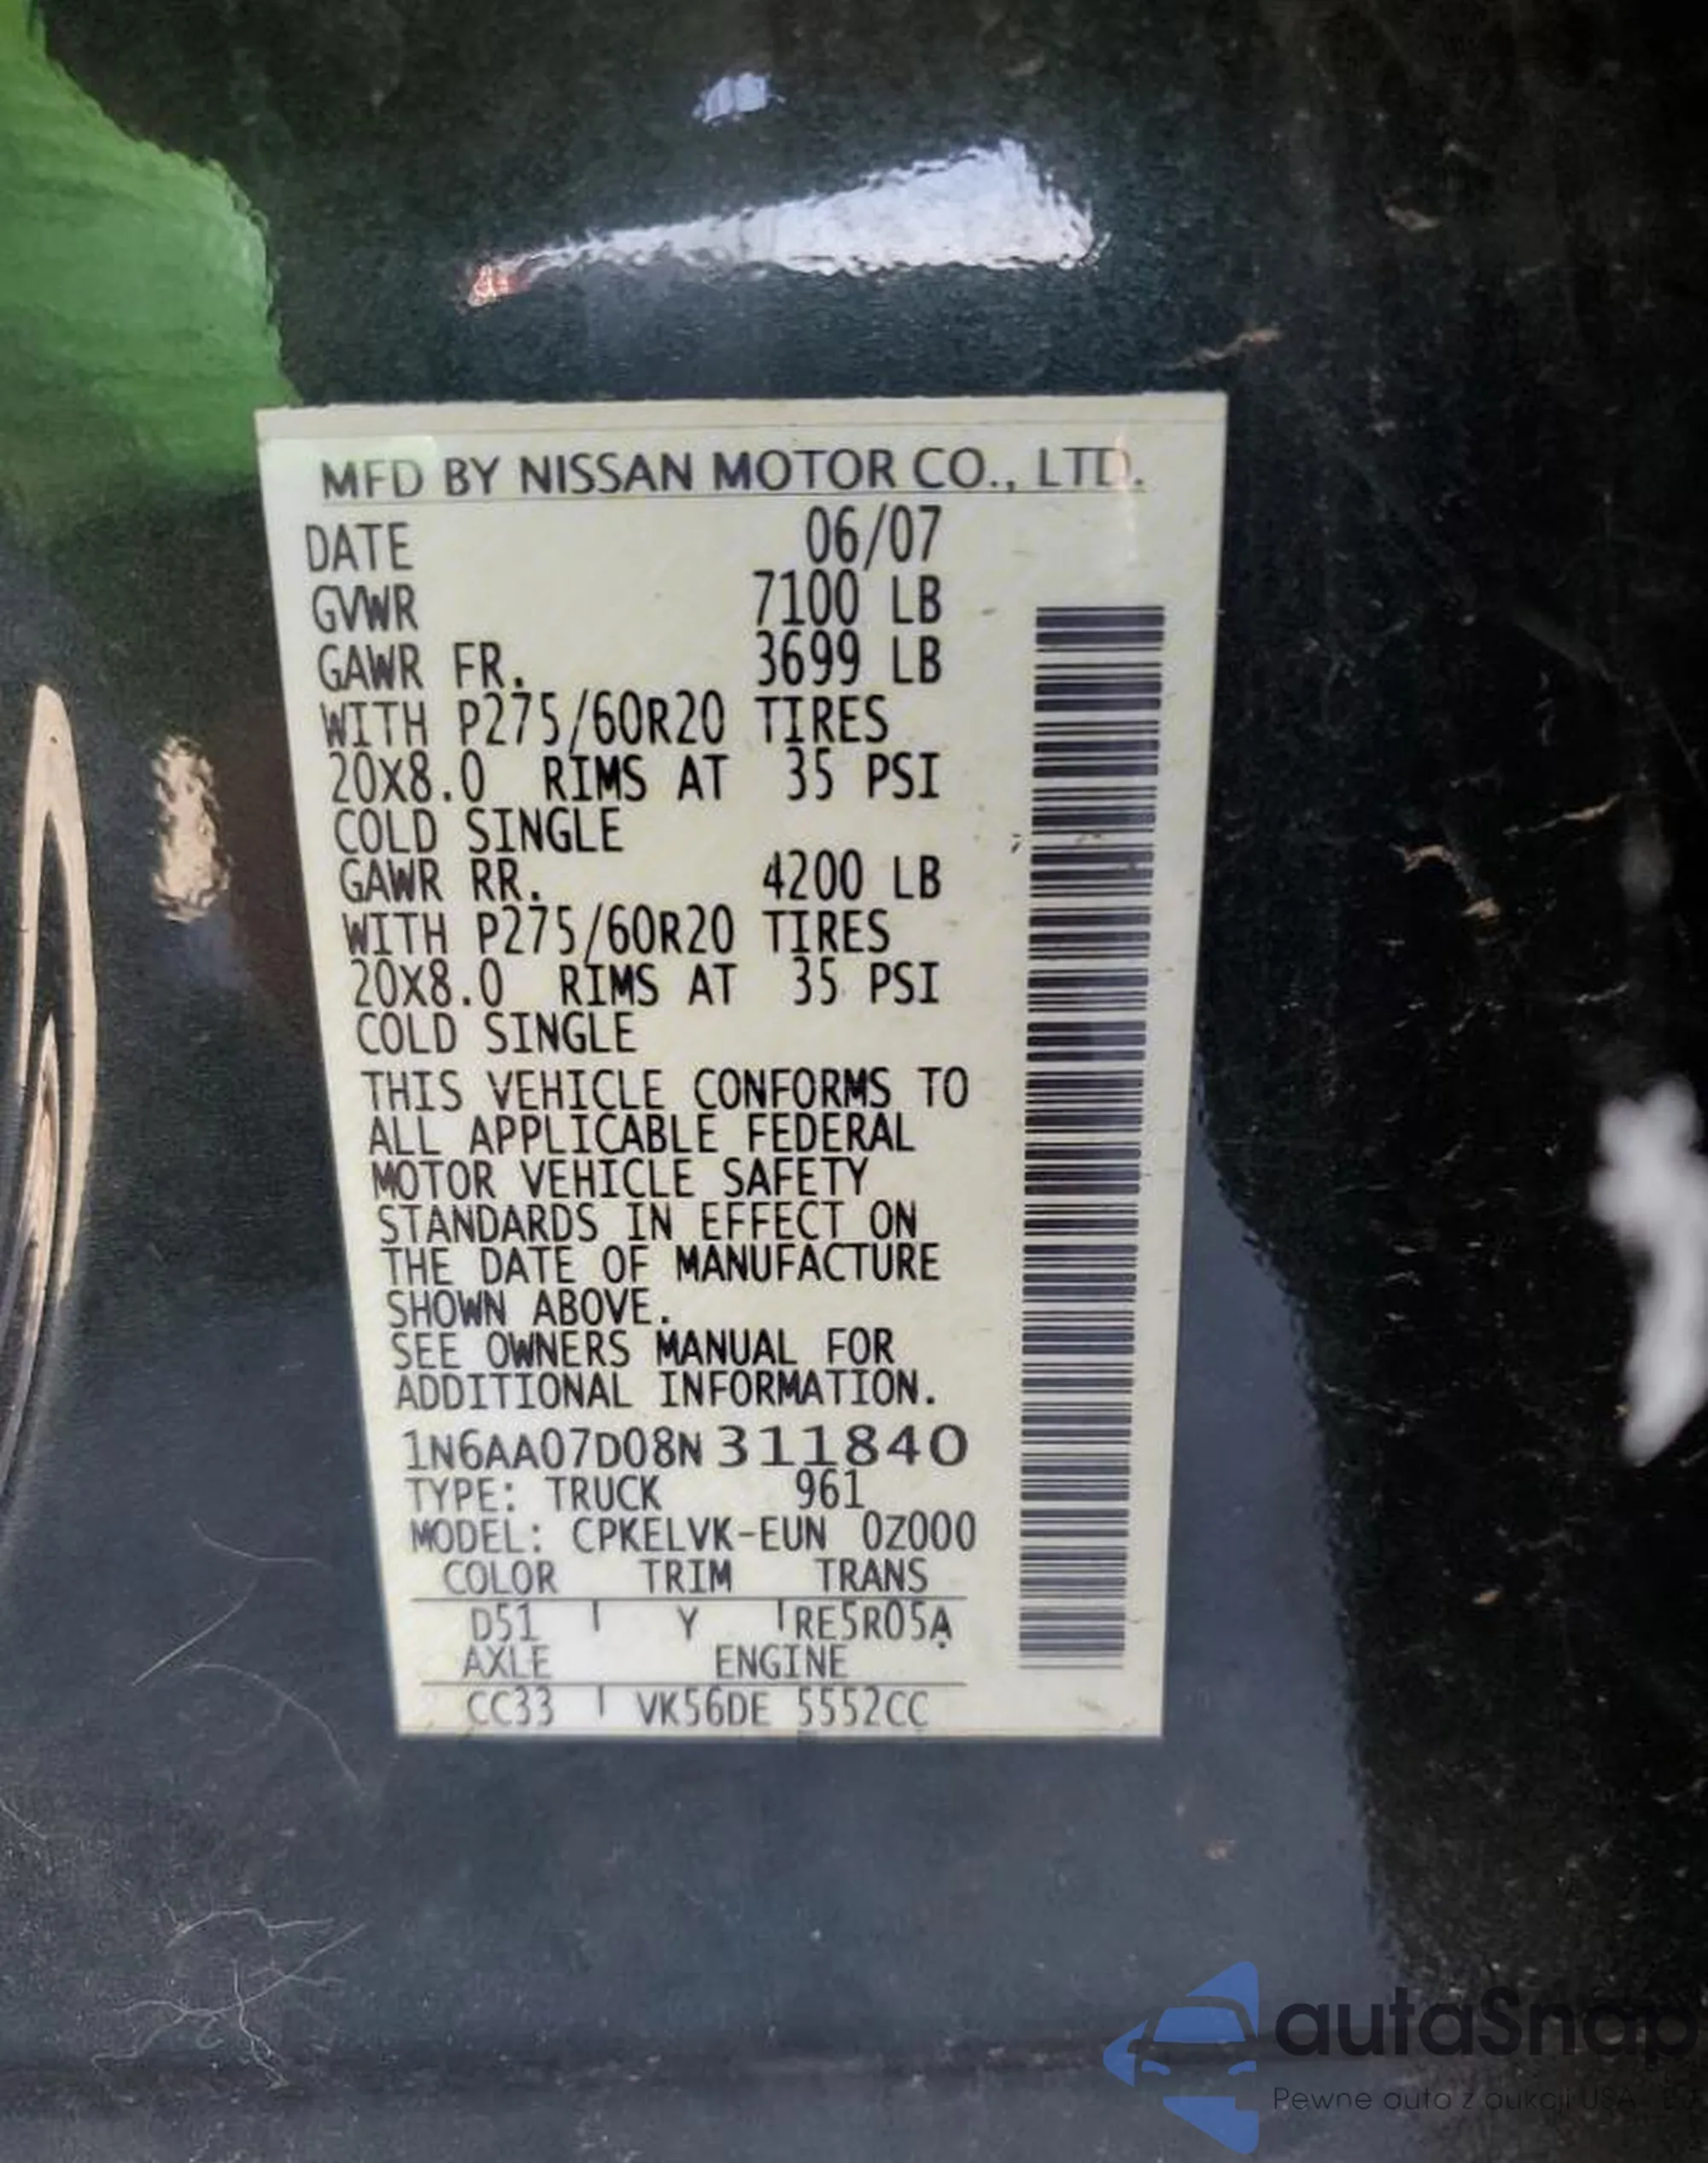 MFD BY NISSAN MOTOR CO., LTD.
DATE 06/07
GVWR 7100 LB
GAWR FR. 3699 LB
WITH P275/60R20 TIRES
20X8.0 RIMS AT 35 PSI
COLD SINGLE
GAWR RR. 4200 LB
WITH P275/60R20 TIRES
20X8.0 RIMS AT 35 PSI
COLD SINGLE
THIS VEHICLE CONFORMS TO
ALL APPLICABLE FEDERAL
MOTOR VEHICLE SAFETY
STANDARDS IN EFFECT ON
THE DATE OF MANUFACTURE
SHOWN ABOVE.
SEE OWNERS MANUAL FOR
ADDITIONAL INFORMATION.
1N6AA07D08N311840
TYPE: TRUCK 961
MODEL: CPKELVK-EUN 0Z000
COLOR TRIM TRANS
D51 Y RE5R05A
AXLE ENGINE
CC33 VK56DE 5552CC
autaSnap
Pewne auto z aukcji USA